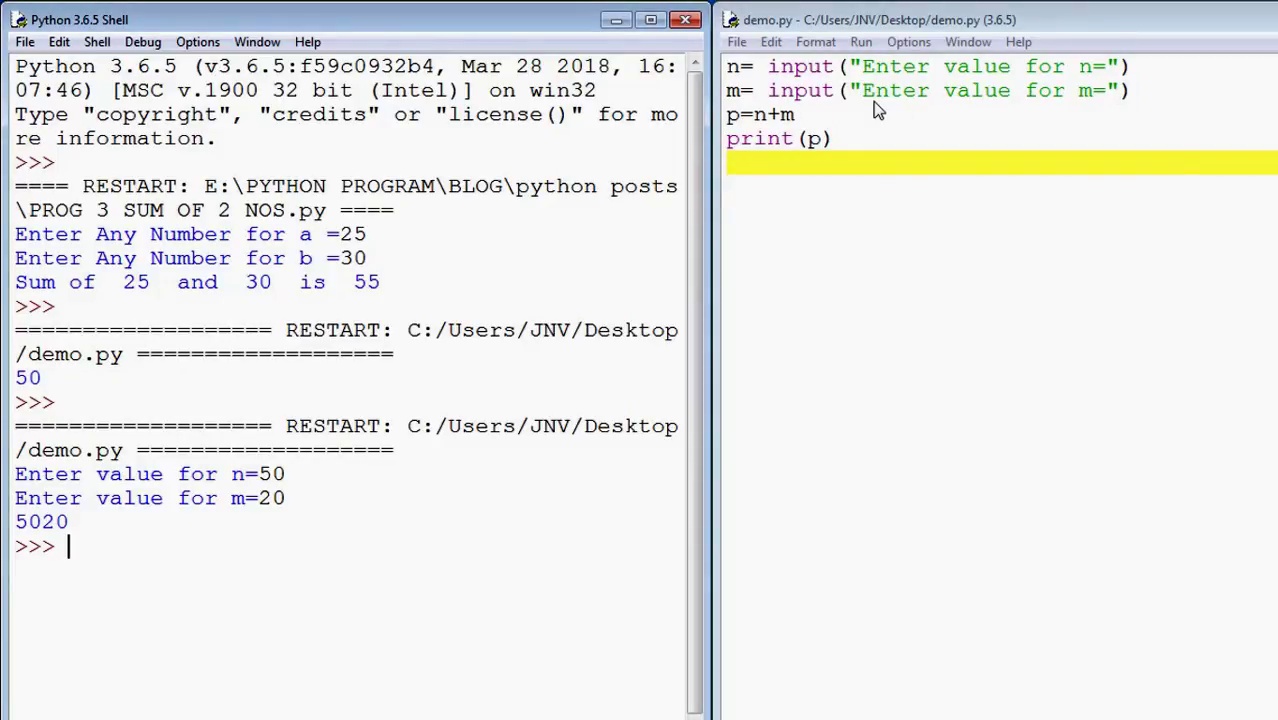 Python 3.6.5 Shell
File Edit Shell Debug Options Window Help
Python 3.6.5 (v3.6.5:f59c0932b4, Mar 28 2018, 16:
07:46) [MSC v.1900 32 bit (Intel)] on win32
Type "copyright", "credits" or "license()" for mo
re information.
>>>
==== RESTART: E:\PYTHON PROGRAM\BLOG\python posts
\PROG 3 SUM OF 2 NOS.py ====
Enter Any Number for a =25
Enter Any Number for b =30
Sum of  25  and  30  is  55
>>>
=================== RESTART: C:/Users/JNV/Desktop
/demo.py ===================
50
>>>
=================== RESTART: C:/Users/JNV/Desktop
/demo.py ===================
Enter value for n=50
Enter value for m=20
5020
>>>
demo.py - C:/Users/JNV/Desktop/demo.py (3.6.5)
File Edit Format Run Options Window Help
n= input("Enter value for n=")
m= input("Enter value for m=")
p=n+m
print(p)